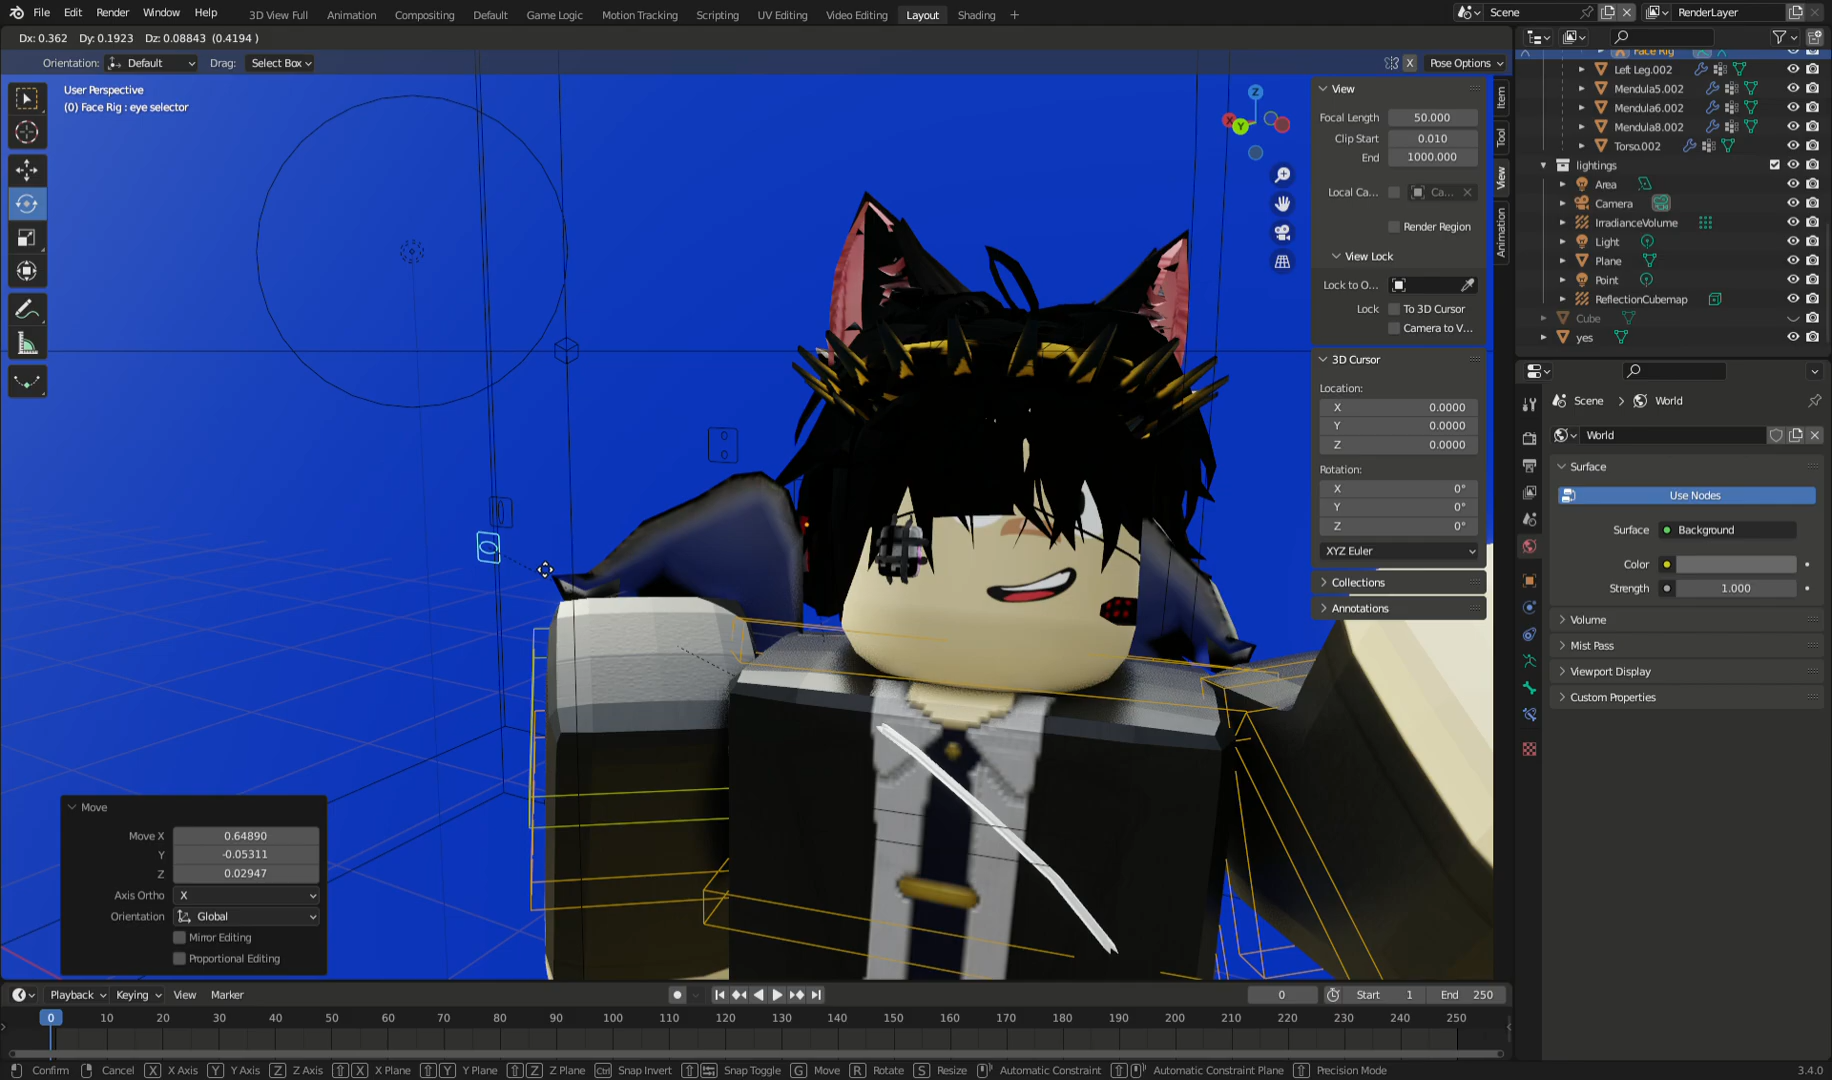 File Edit Render Window Help 3D View Full Animation Compositing Default Game Logic Motion Tracking Scripting UV Editing Video Editing Layout Shading + Scene RenderLayer
Dx: 0.362 Dy: 0.1923 Dz: 0.08843 (0.4194 )
Orientation: Default Drag: Select Box X Pose Options
User Perspective
(0) Face Rig : eye selector
Z
X
Y
View
Focal Length 50.000
Clip Start 0.010
End 1000.000
Local Ca... Ca...
Render Region
View Lock
Lock to O...
Lock To 3D Cursor
Camera to V...
3D Cursor
Location:
X 0.0000
Y 0.0000
Z 0.0000
Rotation:
X 0°
Y 0°
Z 0°
XYZ Euler
Collections
Annotations
Item
Tool
View
Animation
Face Rig
Left Leg.002
Mendula5.002
Mendula6.002
Mendula8.002
Torso.002
lightings
Area
Camera
IrradianceVolume
Light
Plane
Point
ReflectionCubemap
Cube
yes
Scene World
World
Surface
Use Nodes
Surface Background
Color
Strength 1.000
Volume
Mist Pass
Viewport Display
Custom Properties
Move
Move X 0.64890
Y -0.05311
Z 0.02947
Axis Ortho X
Orientation Global
Mirror Editing
Proportional Editing
Playback Keying View Marker 0 Start 1 End 250
0 10 20 30 40 50 60 70 80 90 100 110 120 130 140 150 160 170 180 190 200 210 220 230 240 250
Confirm Cancel X X Axis Y Y Axis Z Z Axis X X Plane Y Y Plane Z Z Plane Ctrl Snap Invert Snap Toggle G Move R Rotate S Resize Automatic Constraint Automatic Constraint Plane Precision Mode 3.4.0